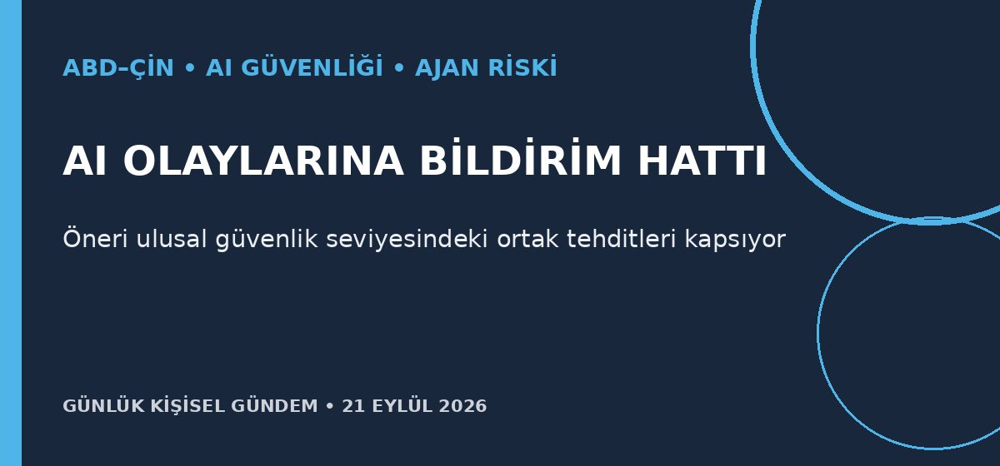 ABD–ÇİN • AI GÜVENLİĞİ • AJAN RİSKİ
AI OLAYLARINA BİLDİRİM HATTI
Öneri ulusal güvenlik seviyesindeki ortak tehditleri kapsıyor
GÜNLÜK KİŞİSEL GÜNDEM • 21 EYLÜL 2026